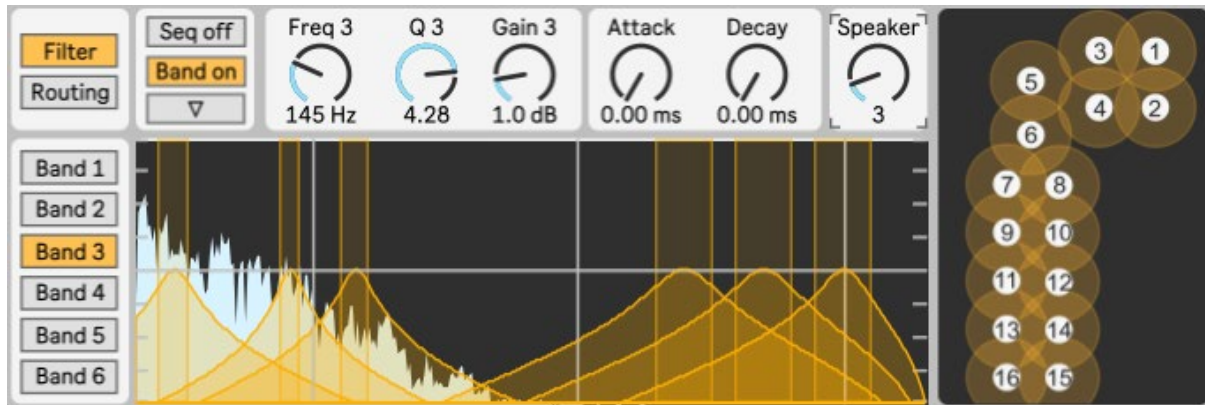 Filter
Routing
Seq off
Band on
∇
Freq 3
145 Hz
Q 3
4.28
Gain 3
1.0 dB
Attack
0.00 ms
Decay
0.00 ms
Speaker
3
Band 1
Band 2
Band 3
Band 4
Band 5
Band 6
3 1
5
4 2
6
7 8
9 10
11 12
13 14
16 15